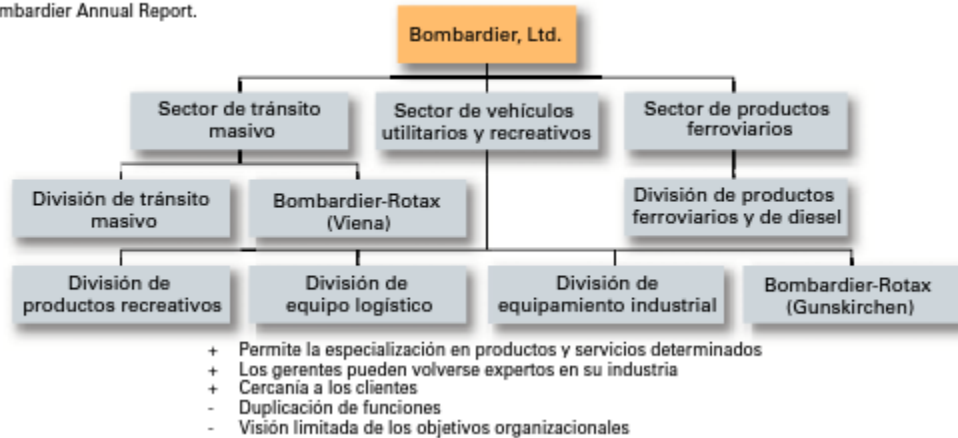 mbardier Annual Report.
Bombardier, Ltd.
Sector de tránsito
masivo
Sector de vehículos
utilitarios y recreativos
Sector de productos
ferroviarios
División de tránsito
masivo
Bombardier-Rotax
(Viena)
División de productos
ferroviarios y de diesel
División de
productos recreativos
División de
equipo logístico
División de
equipamiento industrial
Bombardier-Rotax
(Gunskirchen)
+ Permite la especialización en productos y servicios determinados
+ Los gerentes pueden volverse expertos en su industria
+ Cercanía a los clientes
- Duplicación de funciones
- Visión limitada de los objetivos organizacionales